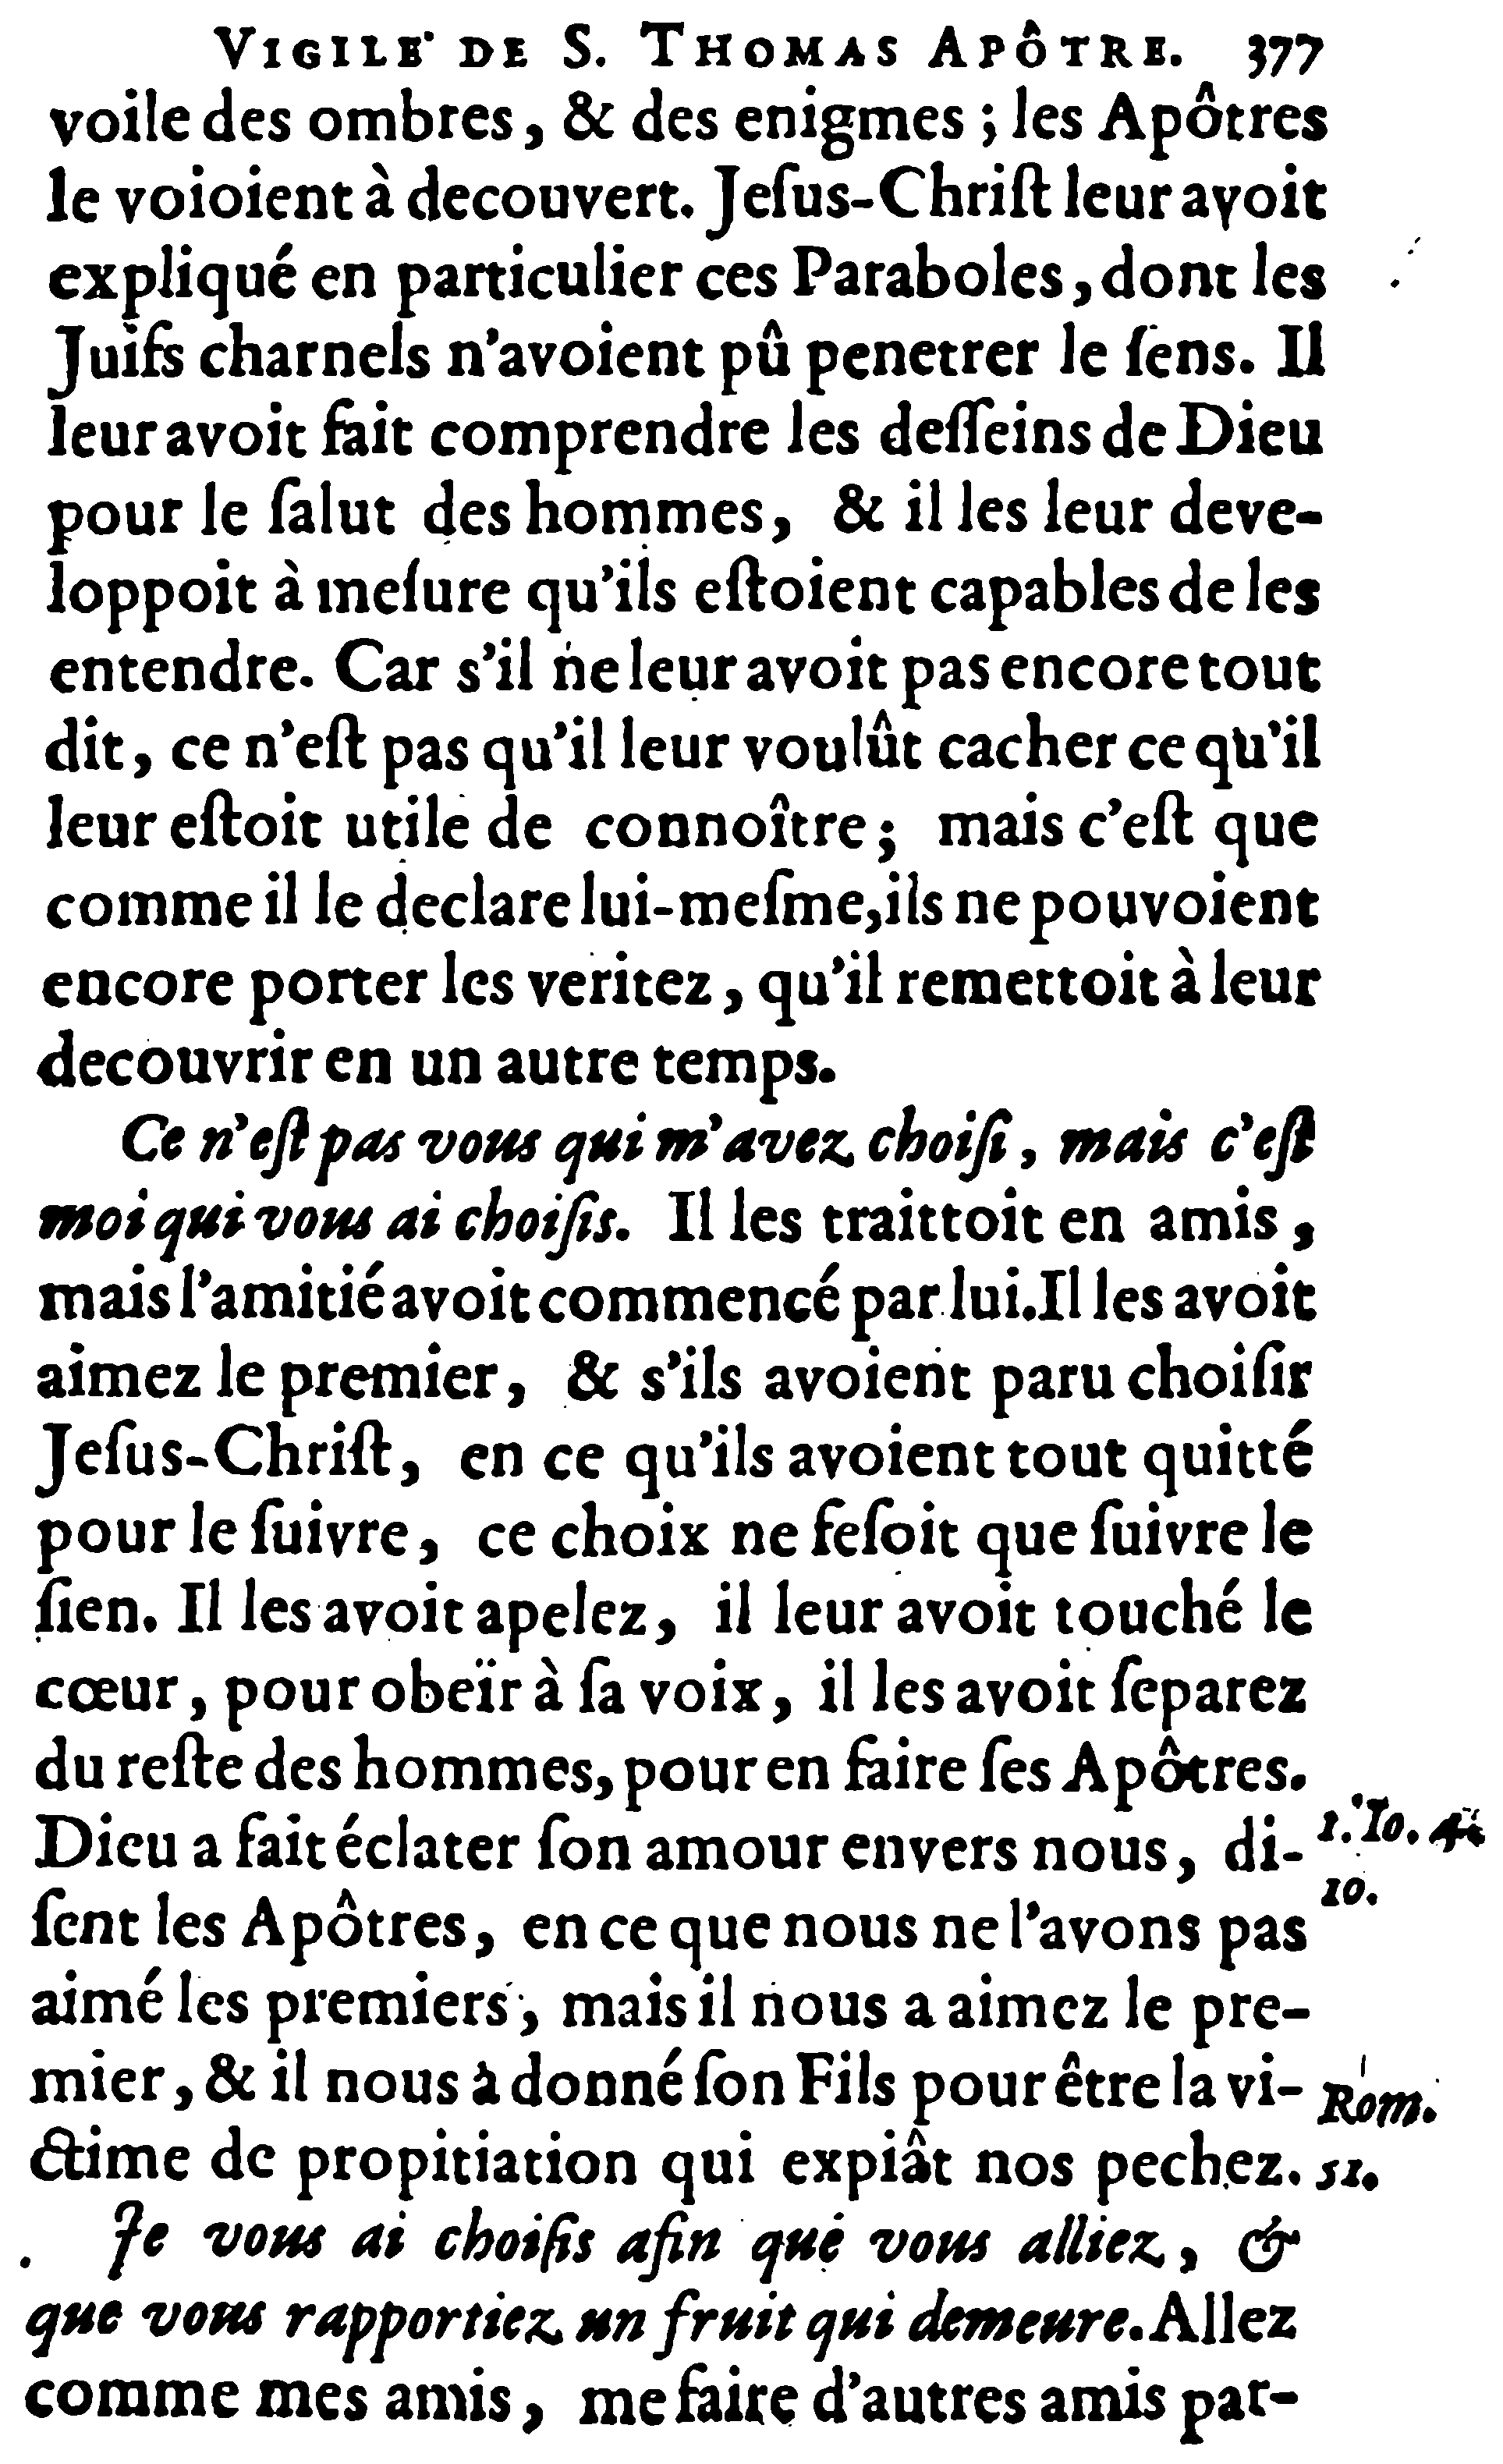 VIGILE DE S. THOMAS APÔTRE. 377
voile des ombres, & des enigmes ; les Apôtres
le voioient à decouvert. Jeſus-Chriſt leur avoit
expliqué en particulier ces Paraboles, dont les
Juifs charnels n'avoient pû penetrer le ſens. Il
leur avoit fait comprendre les deſſeins de Dieu
pour le ſalut des hommes, & il les leur deve-
loppoit à meſure qu'ils eſtoient capables de les
entendre. Car s'il ne leur avoit pas encore tout
dit, ce n'eſt pas qu'il leur voulût cacher ce qu'il
leur eſtoit utile de connoître ; mais c'eſt que
comme il le declare lui-meſme, ils ne pouvoient
encore porter les veritez, qu'il remettoit à leur
decouvrir en un autre temps.
Ce n'eſt pas vous qui m'avez choiſi, mais c'eſt
moi qui vous ai choiſis. Il les traittoit en amis,
mais l'amitié avoit commencé par lui. Il les avoit
aimez le premier, & s'ils avoient paru choiſir
Jeſus-Chriſt, en ce qu'ils avoient tout quitté
pour le ſuivre, ce choix ne feſoit que ſuivre le
ſien. Il les avoit apelez, il leur avoit touché le
cœur, pour obeïr à ſa voix, il les avoit ſeparez
du reſte des hommes, pour en faire ſes Apôtres.
Dieu a fait éclater ſon amour envers nous, di- 1. Io. 4.
ſent les Apôtres, en ce que nous ne l'avons pas 10.
aimé les premiers, mais il nous a aimez le pre-
mier, & il nous a donné ſon Fils pour être la vi- Rom.
ctime de propitiation qui expiât nos pechez. 51.
Je vous ai choiſis afin que vous alliez, &
que vous rapportiez un fruit qui demeure. Allez
comme mes amis, me faire d'autres amis par-